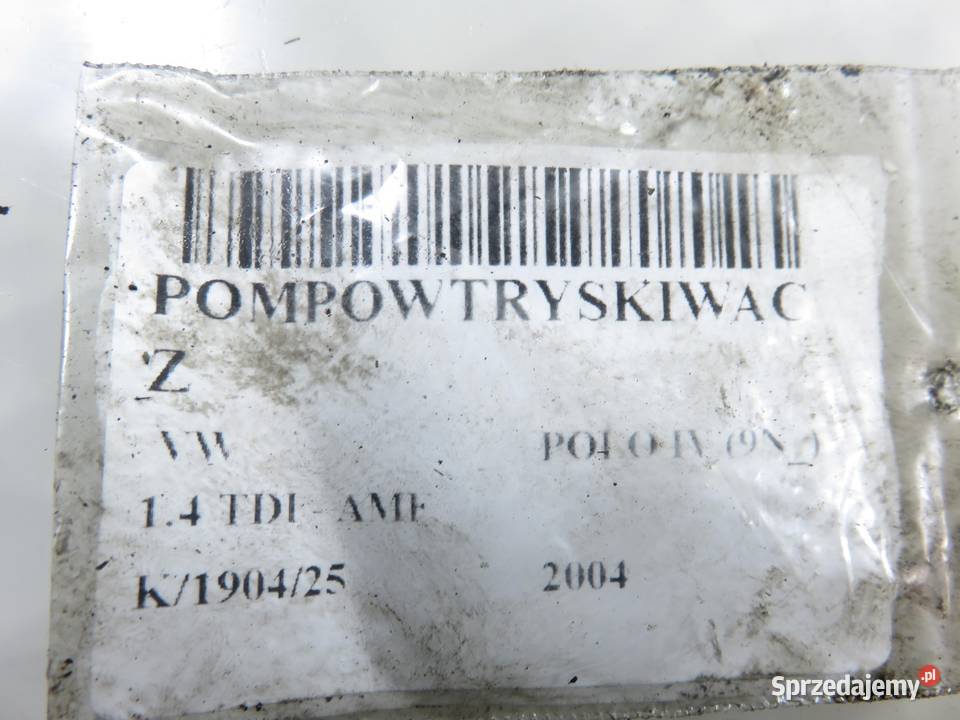 POMPOWTRYSKIWAC
Z
VW POLO IV (9N_)
1.4 TDI - AMF
K/1904/25 2004
Sprzedajemy.pl